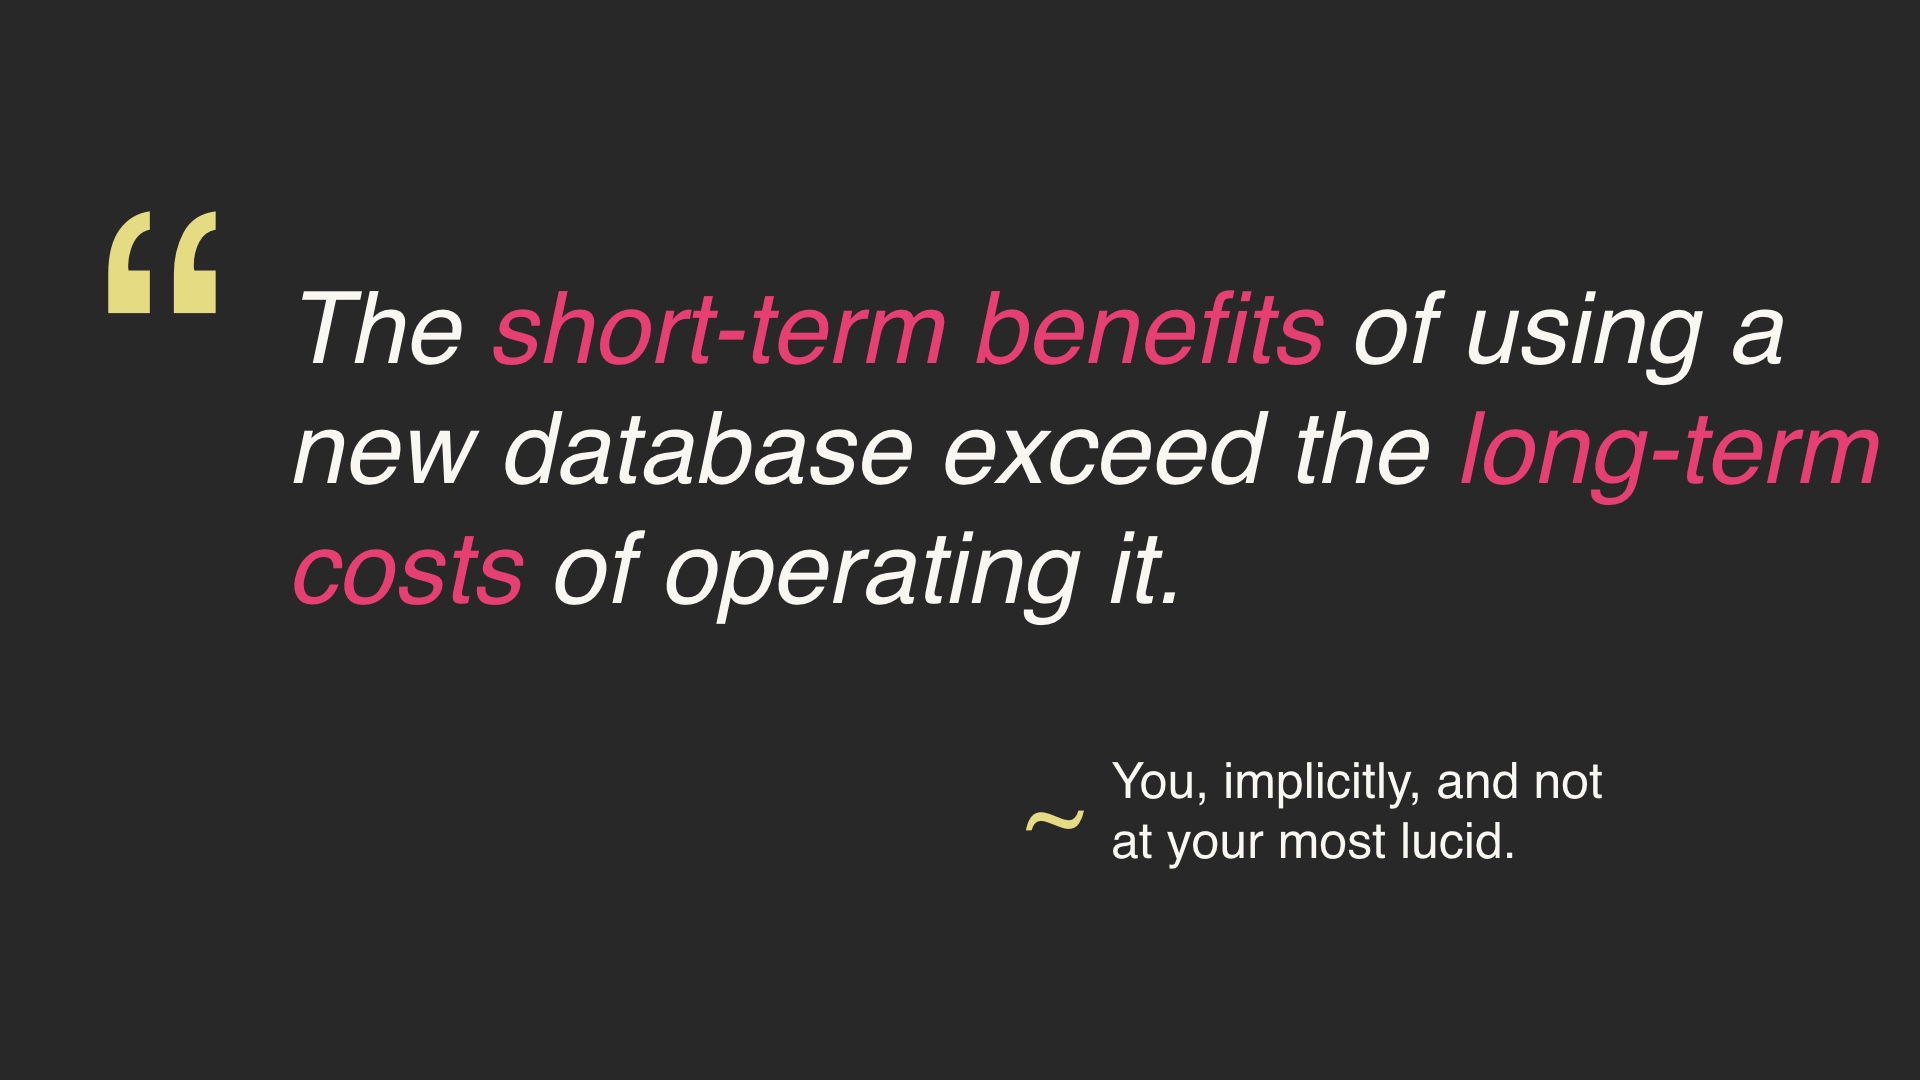 “
The short-term benefits of using a
new database exceed the long-term
costs of operating it.
~
You, implicitly, and not
at your most lucid.